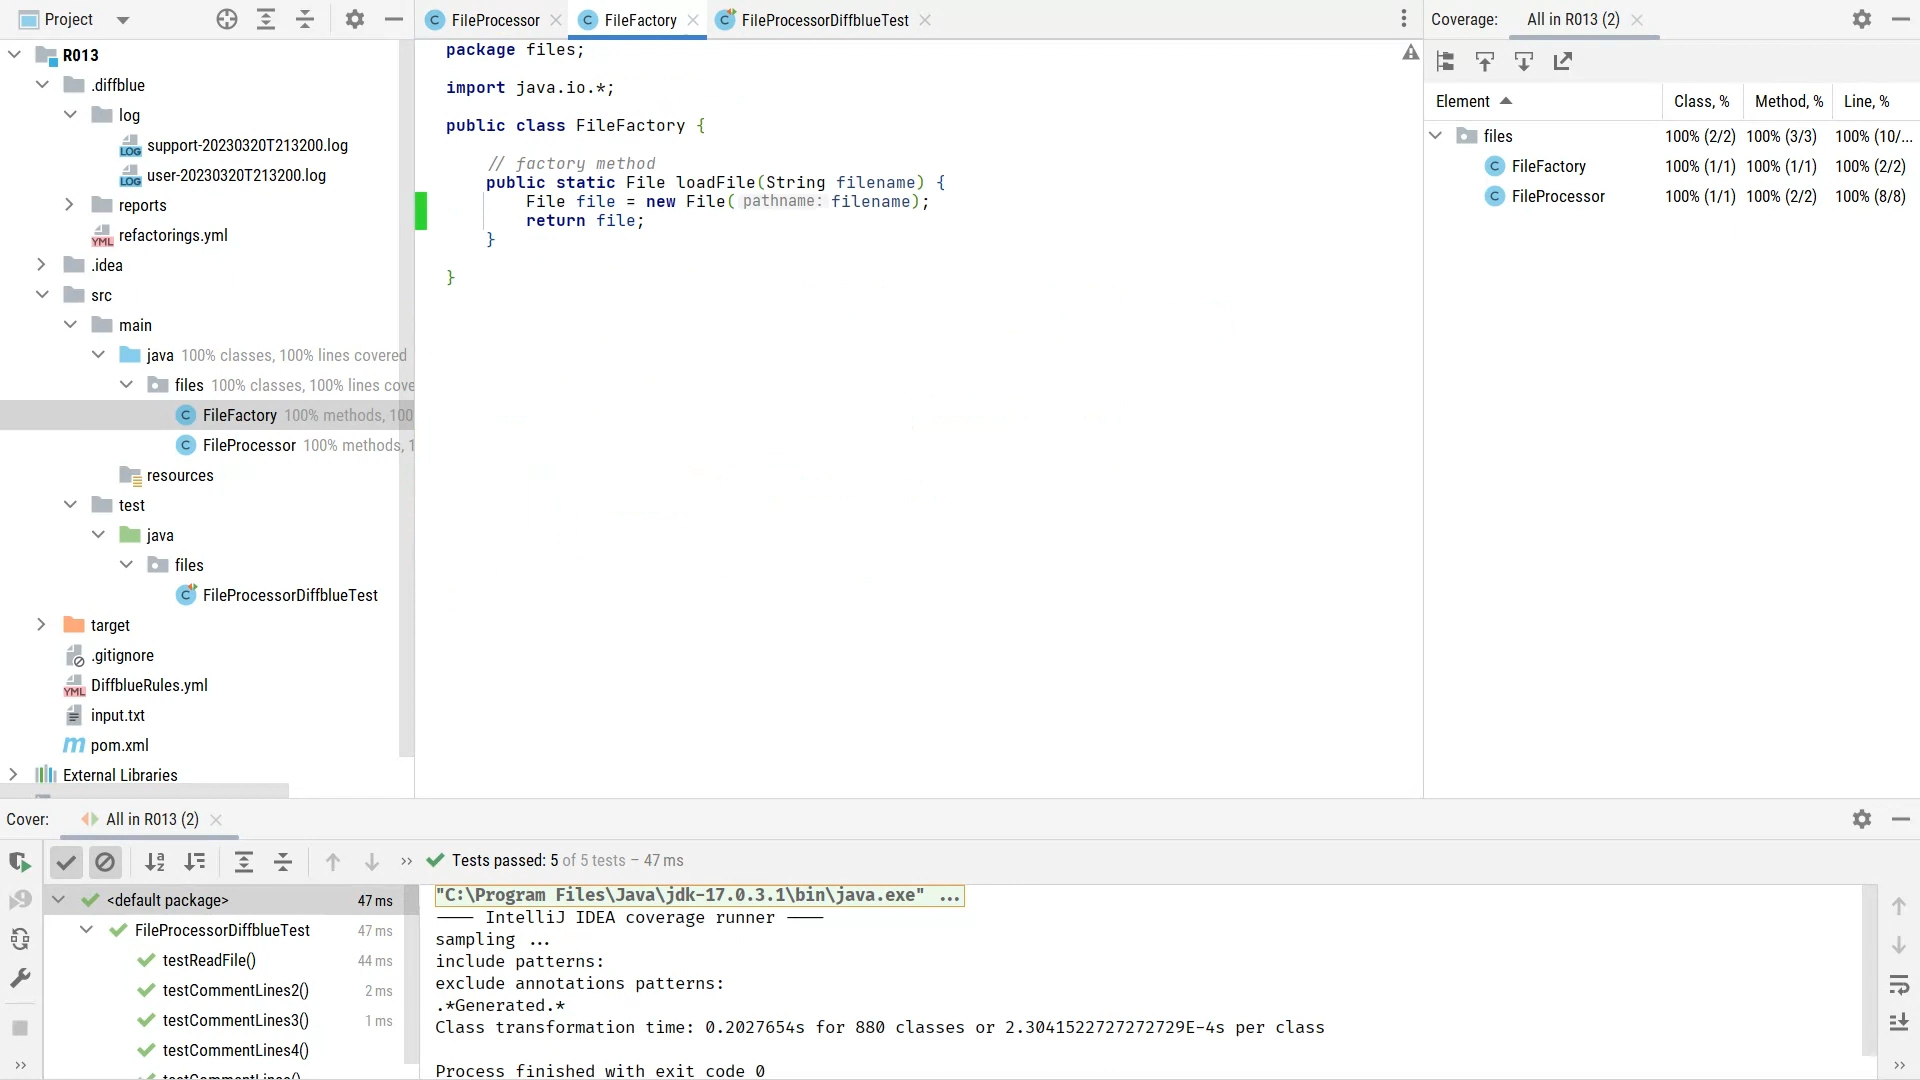 Project
FileProcessor
FileFactory
FileProcessorDiffblueTest
Coverage:
All in R013 (2)
R013
.diffblue
log
support-20230320T213200.log
user-20230320T213200.log
reports
refactorings.yml
.idea
src
main
java 100% classes, 100% lines covered
files 100% classes, 100% lines cove
FileFactory 100% methods, 100
FileProcessor 100% methods, 1
resources
test
java
files
FileProcessorDiffblueTest
target
.gitignore
DiffblueRules.yml
input.txt
pom.xml
External Libraries
package files;
import java.io.*;
public class FileFactory {
// factory method
public static File loadFile(String filename) {
File file = new File( pathname: filename);
return file;
}
}
Element Class, % Method, % Line, %
files 100% (2/2) 100% (3/3) 100% (10/...
FileFactory 100% (1/1) 100% (1/1) 100% (2/2)
FileProcessor 100% (1/1) 100% (2/2) 100% (8/8)
Cover:
All in R013 (2)
Tests passed: 5 of 5 tests – 47 ms
<default package> 47 ms
FileProcessorDiffblueTest 47 ms
testReadFile() 44 ms
testCommentLines2() 2 ms
testCommentLines3() 1 ms
testCommentLines4()
testCommentLines()
"C:\Program Files\Java\jdk-17.0.3.1\bin\java.exe" ...
---- IntelliJ IDEA coverage runner ----
sampling ...
include patterns:
exclude annotations patterns:
.*Generated.*
Class transformation time: 0.2027654s for 880 classes or 2.3041522727272729E-4s per class
Process finished with exit code 0